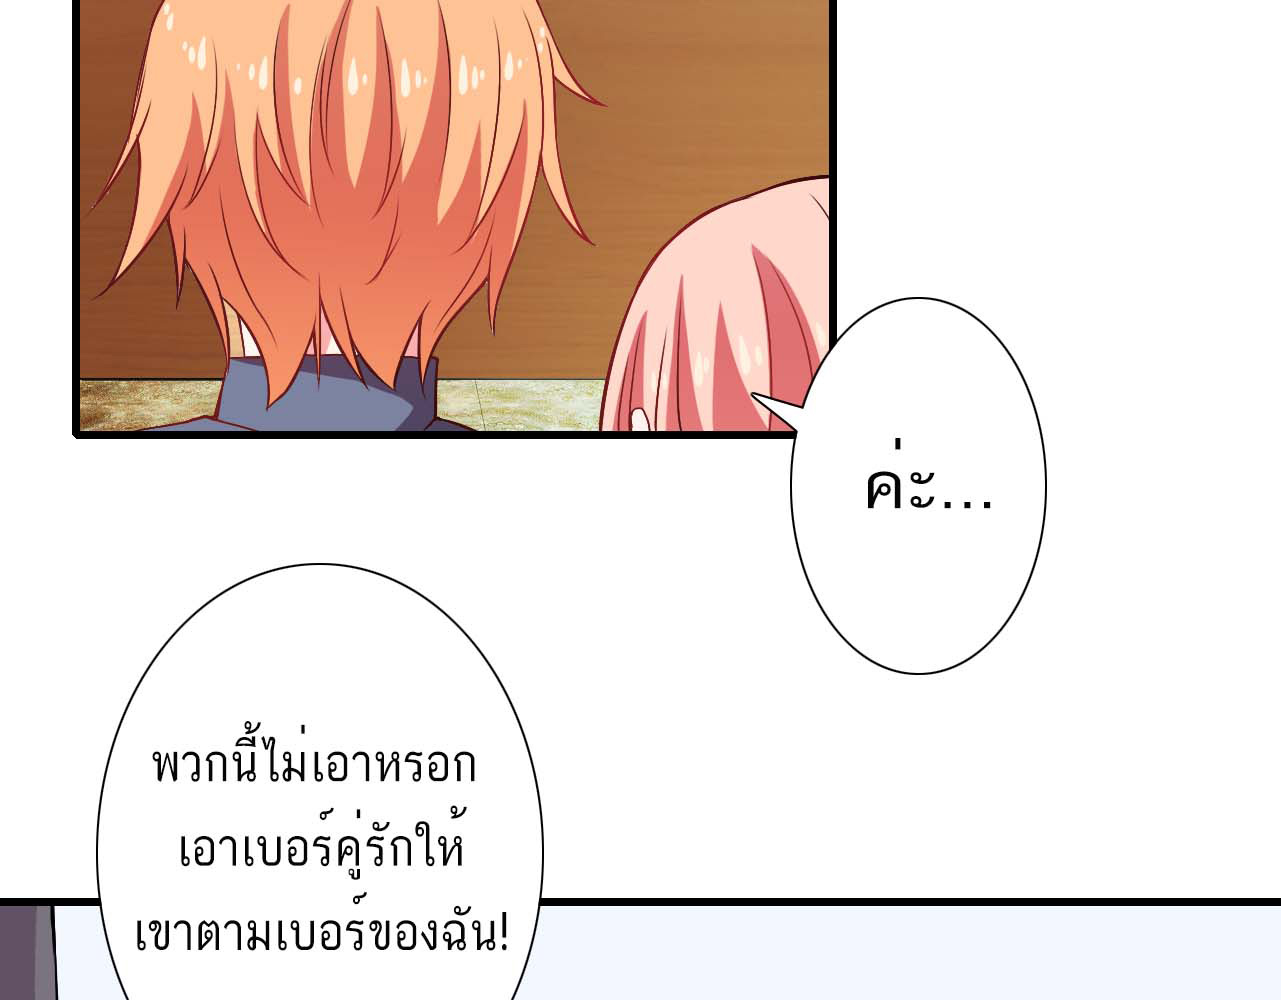 ค่ะ...
พวกนี้ไม่เอาหรอก
เอาเบอร์คู่รักให้
เขาตามเบอร์ของฉัน!